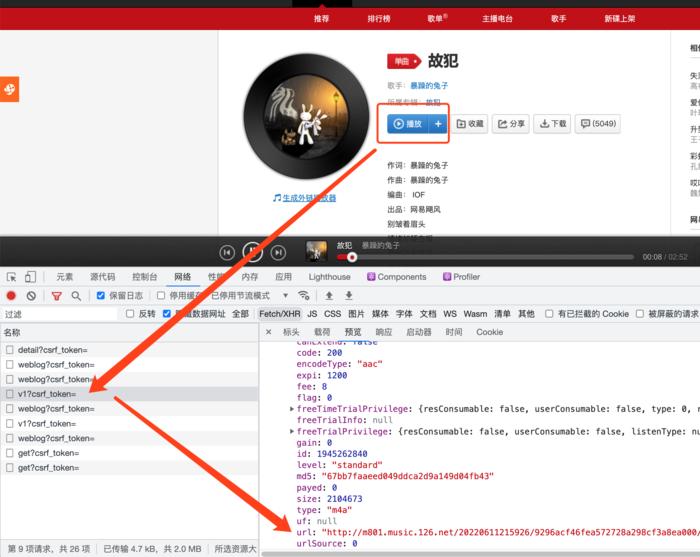 推荐 排行榜 歌单® 主播电台 歌手 新碟上架
单曲 故犯
歌手：暴躁的兔子
所属专辑：故犯
播放 + 收藏 分享 下载 (5049)
作词：暴躁的兔子
作曲：暴躁的兔子
编曲： IOF
出品：网易飓风
别皱着眉头
生成外链播放器
故犯 暴躁的兔子
00:08 / 02:52
元素 源代码 控制台 网络 性能 内存 应用 Lighthouse Components Profiler
保留日志 停用缓存 已停用节流模式
过滤 反转 隐藏数据网址 全部 Fetch/XHR JS CSS 图片 媒体 字体 文档 WS Wasm 清单 其他 有已拦截的 Cookie 被屏蔽的请求
名称
× 标头 载荷 预览 响应 启动器 时间 Cookie
detail?csrf_token=
weblog?csrf_token=
weblog?csrf_token=
v1?csrf_token=
weblog?csrf_token=
v1?csrf_token=
weblog?csrf_token=
get?csrf_token=
get?csrf_token=
canExtend: false
code: 200
encodeType: "aac"
expi: 1200
fee: 8
flag: 0
freeTimeTrialPrivilege: {resConsumable: false, userConsumable: false, type: 0, r
freeTrialInfo: null
freeTrialPrivilege: {resConsumable: false, userConsumable: false, listenType: nu
gain: 0
id: 1945262840
level: "standard"
md5: "67bb7faaeed049ddca2d9a149d04fb43"
payed: 0
size: 2104673
type: "m4a"
uf: null
url: "http://m801.music.126.net/20220611215926/9296acf46fea572728a298cf3a8ea000/
urlSource: 0
第 9 项请求，共 26 项 已传输 4.7 kB，共 2.0 MB 所选资源大